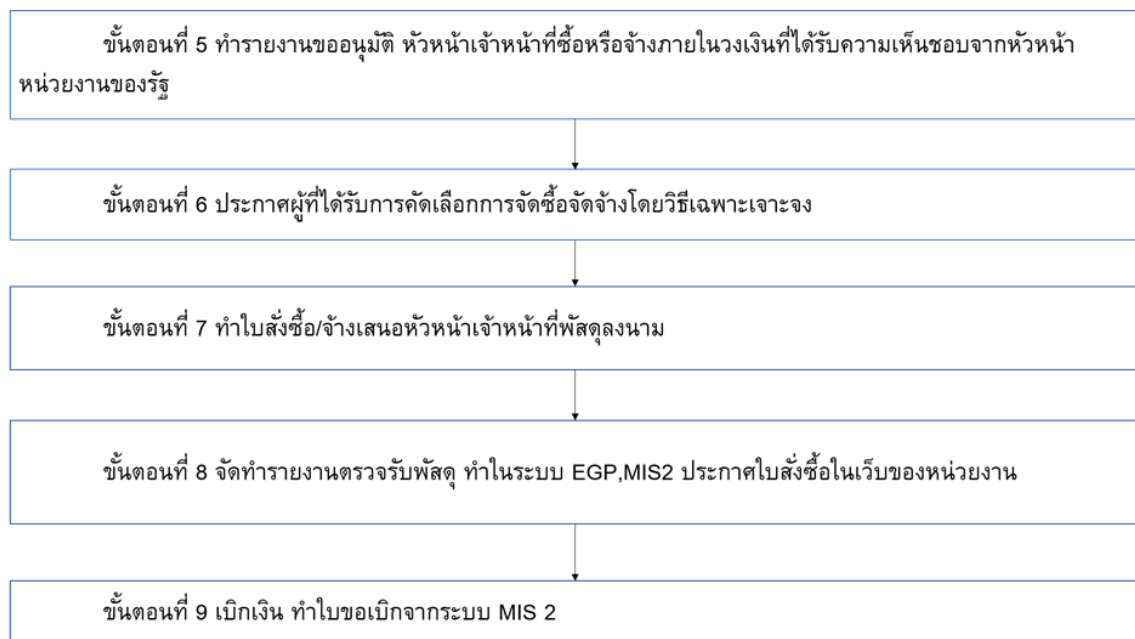 ขั้นตอนที่ 5 ทำรายงานขออนุมัติ หัวหน้าเจ้าหน้าที่ซื้อหรือจ้างภายในวงเงินที่ได้รับความเห็นชอบจากหัวหน้า
หน่วยงานของรัฐ
ขั้นตอนที่ 6 ประกาศผู้ที่ได้รับการคัดเลือกการจัดซื้อจัดจ้างโดยวิธีเฉพาะเจาะจง
ขั้นตอนที่ 7 ทำใบสั่งซื้อ/จ้างเสนอหัวหน้าเจ้าหน้าที่พัสดุลงนาม
ขั้นตอนที่ 8 จัดทำรายงานตรวจรับพัสดุ ทำในระบบ EGP,MIS2 ประกาศใบสั่งซื้อในเว็บของหน่วยงาน
ขั้นตอนที่ 9 เบิกเงิน ทำใบขอเบิกจากระบบ MIS 2